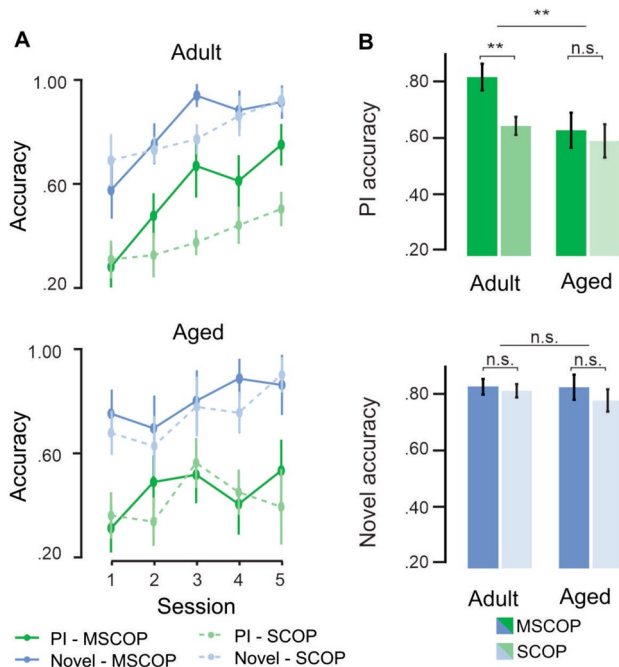 A
Adult
1.00
.60
.20
Accuracy
Aged
1.00
.60
.20
Accuracy
1 2 3 4 5
Session
PI - MSCOP
Novel - MSCOP
PI - SCOP
Novel - SCOP
B
**
** n.s.
.80
.60
.40
.20
PI accuracy
Adult Aged
n.s.
n.s. n.s.
.80
.60
.40
.20
Novel accuracy
Adult Aged
MSCOP
SCOP